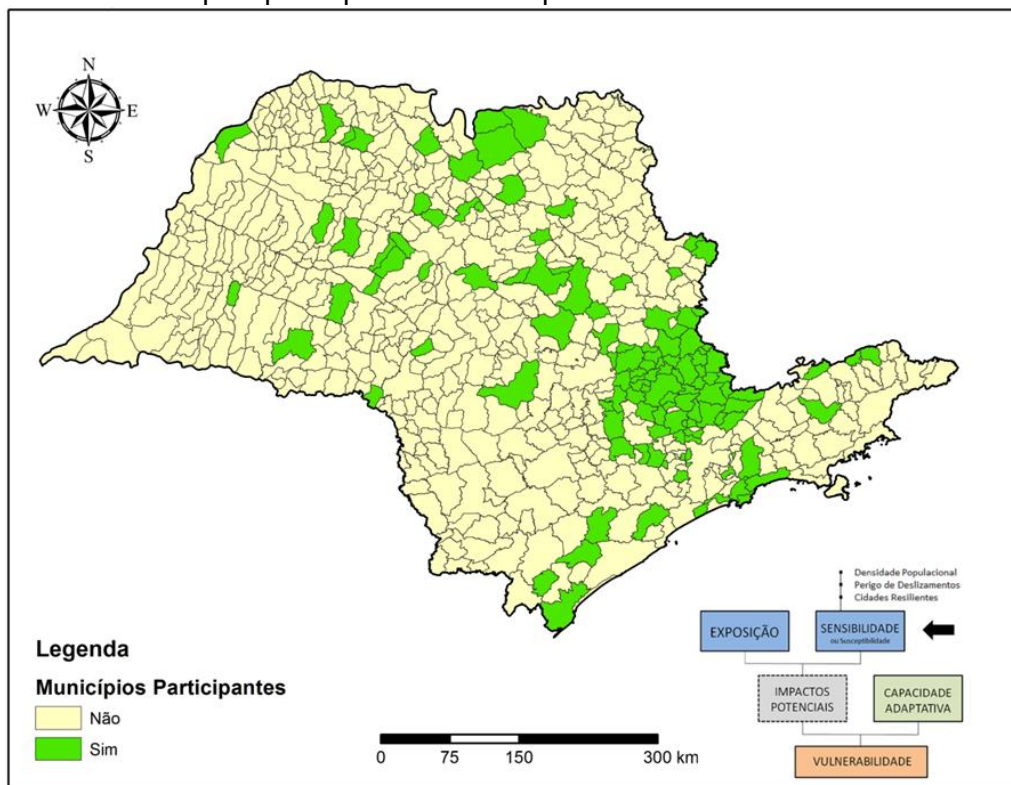 N
W E
S
Densidade Populacional
Perigo de Deslizamentos
Cidades Resilientes
EXPOSIÇÃO
SENSIBILIDADE
ou Susceptibilidade
IMPACTOS
POTENCIAIS
CAPACIDADE
ADAPTATIVA
VULNERABILIDADE
Legenda
Municípios Participantes
Não
Sim
0 75 150 300 km